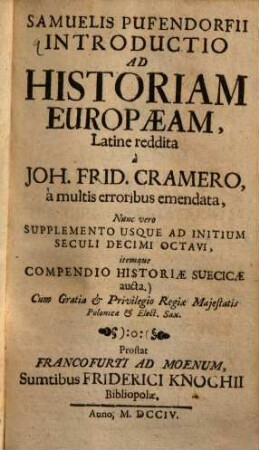 SAMUELIS PUFENDORFII
INTRODUCTIO
AD
HISTORIAM
EUROPÆAM,
Latine reddita
à
JOH. FRID. CRAMERO,
à multis erroribus emendata,
Nunc vero
SUPPLEMENTO USQUE AD INITIUM
SECULI DECIMI OCTAVI,
itemque
COMPENDIO HISTORIÆ SUECICÆ
aucta.
Cum Gratia & Privilegio Regiæ Majestatis
Polonicæ & Elect. Sax.
Prostat
FRANCOFURTI AD MOENUM,
Sumtibus FRIDERICI KNOCHII
Bibliopolæ,
Anno, M. DCCIV.